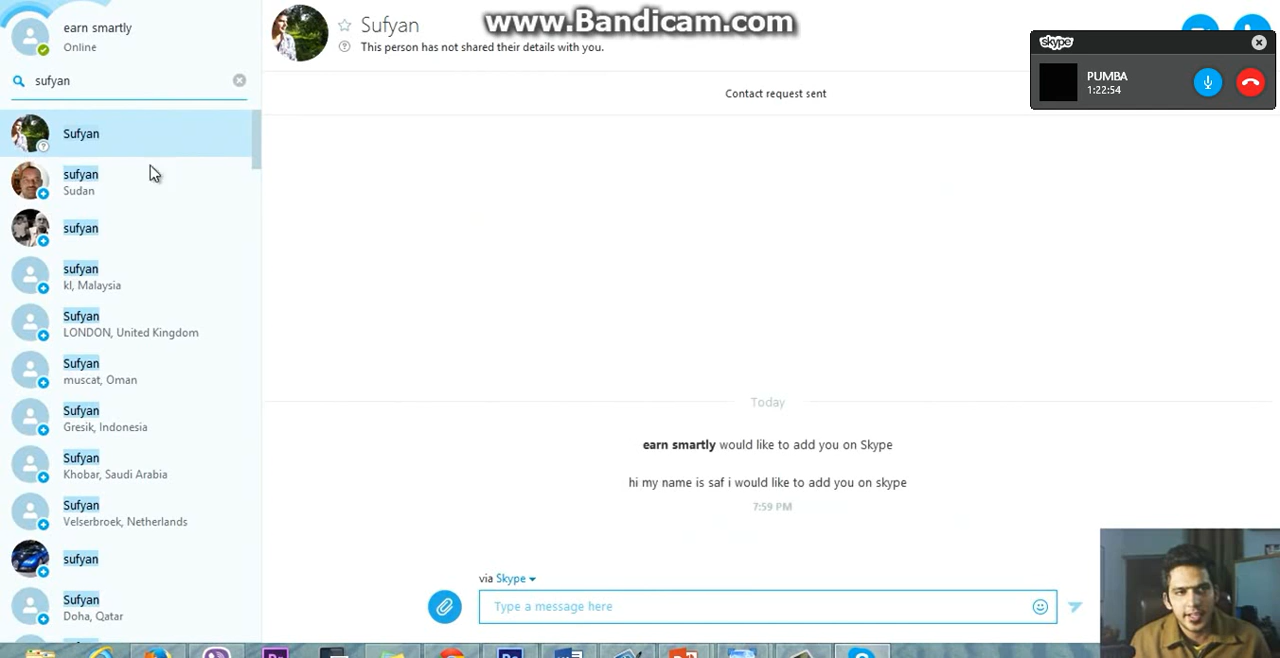 www.Bandicam.com
earn smartly
Online
sufyan
Sufyan
sufyan
Sudan
sufyan
sufyan
kl, Malaysia
Sufyan
LONDON, United Kingdom
Sufyan
muscat, Oman
Sufyan
Gresik, Indonesia
Sufyan
Khobar, Saudi Arabia
Sufyan
Velserbroek, Netherlands
sufyan
Sufyan
Doha, Qatar
Sufyan
This person has not shared their details with you.
skype
PUMBA
1:22:54
Contact request sent
Today
earn smartly would like to add you on Skype
hi my name is saf i would like to add you on skype
7:59 PM
via Skype
Type a message here